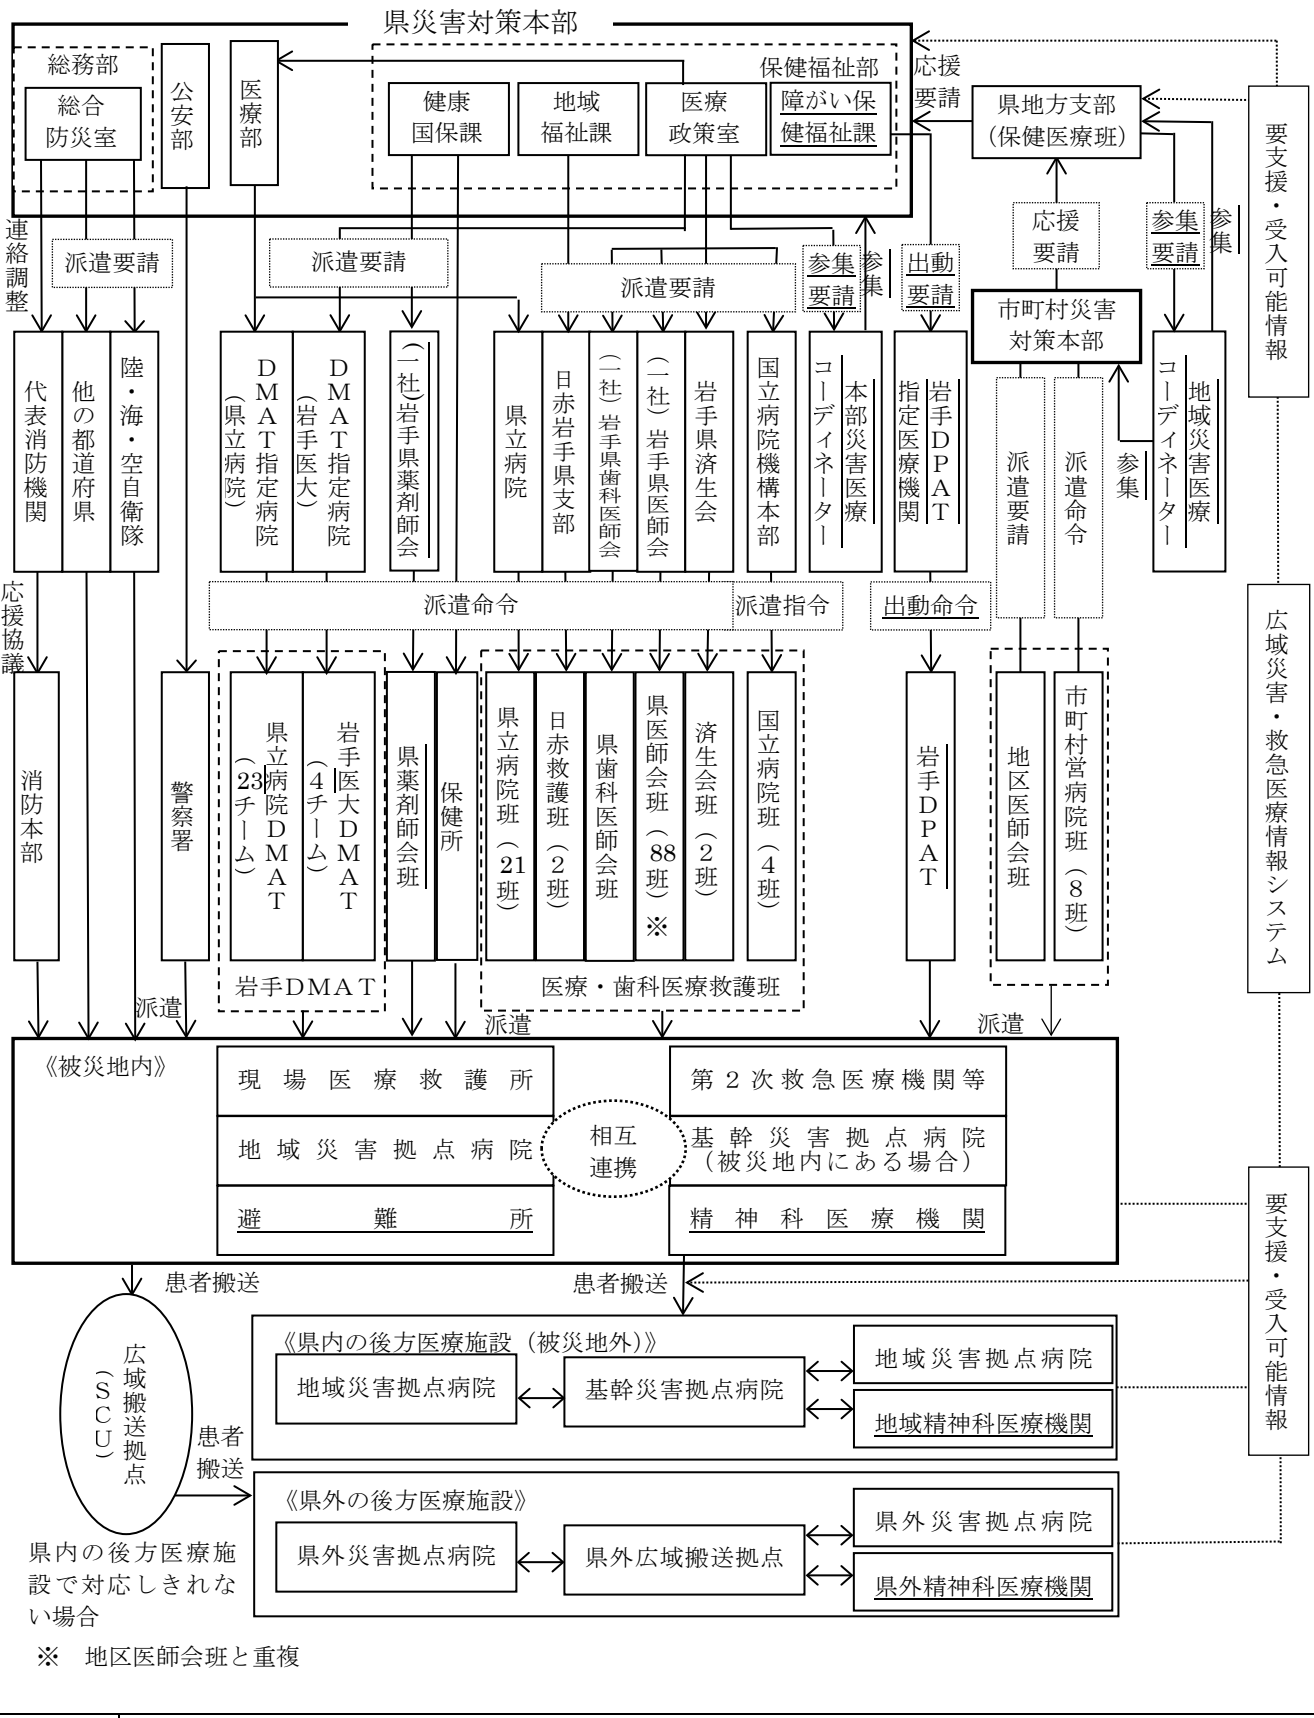 県災害対策本部
総務部
総合
防災室
公安部
医療部
保健福祉部
健康
国保課
地域
福祉課
医療
政策室
障がい保
健福祉課
応援
要請
県地方支部
(保健医療班)
要支援・受入可能情報
連絡調整
派遣要請
派遣要請
派遣要請
参集
要請
参集
出動
要請
応援
要請
参集
要請
参集
市町村災害
対策本部
代表消防機関
他の都道府県
陸・海・空自衛隊
DMAT指定病院
(県立病院)
DMAT指定病院
(岩手医大)
(一社)岩手県薬剤師会
県立病院
日赤岩手県支部
(一社)岩手県歯科医師会
(一社)岩手県医師会
岩手県済生会
国立病院機構本部
本部災害医療
コーディネーター
岩手DPAT
指定医療機関
派遣要請
派遣命令
参集
地域災害医療
コーディネーター
応援協議
派遣命令
派遣指令
出動命令
広域災害・救急医療情報システム
消防本部
警察署
県立病院DMAT
(23チーム)
岩手医大DMAT
(4チーム)
県薬剤師会班
保健所
県立病院班(21班)
日赤救護班(2班)
県歯科医師会班
県医師会班(88班)※
済生会班(2班)
国立病院班(4班)
岩手DPAT
地区医師会班
市町村営病院班(8班)
岩手DMAT
医療・歯科医療救護班
派遣
派遣
派遣
《被災地内》
現場医療救護所
地域災害拠点病院
避難所
相互
連携
第2次救急医療機関等
基幹災害拠点病院
(被災地内にある場合)
精神科医療機関
要支援・受入可能情報
患者搬送
患者搬送
広域搬送拠点
(SCU)
《県内の後方医療施設(被災地外)》
地域災害拠点病院
基幹災害拠点病院
地域災害拠点病院
地域精神科医療機関
患者
搬送
《県外の後方医療施設》
県外災害拠点病院
県外広域搬送拠点
県外災害拠点病院
県外精神科医療機関
県内の後方医療施
設で対応しきれな
い場合
※　地区医師会班と重複